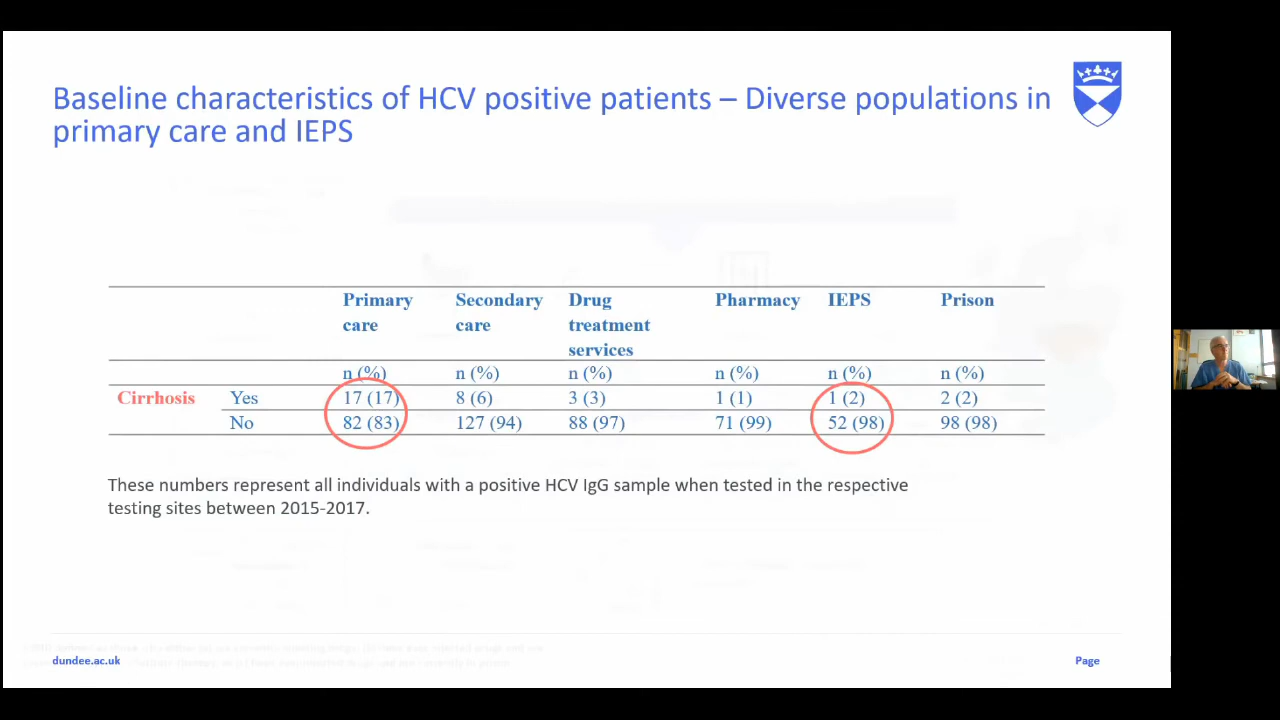 Baseline characteristics of HCV positive patients – Diverse populations in
primary care and IEPS
Primary care Secondary care Drug treatment services Pharmacy IEPS Prison
n (%) n (%) n (%) n (%) n (%) n (%)
Cirrhosis Yes 17 (17) 8 (6) 3 (3) 1 (1) 1 (2) 2 (2)
No 82 (83) 127 (94) 88 (97) 71 (99) 52 (98) 98 (98)
These numbers represent all individuals with a positive HCV IgG sample when tested in the respective
testing sites between 2015-2017.
dundee.ac.uk Page